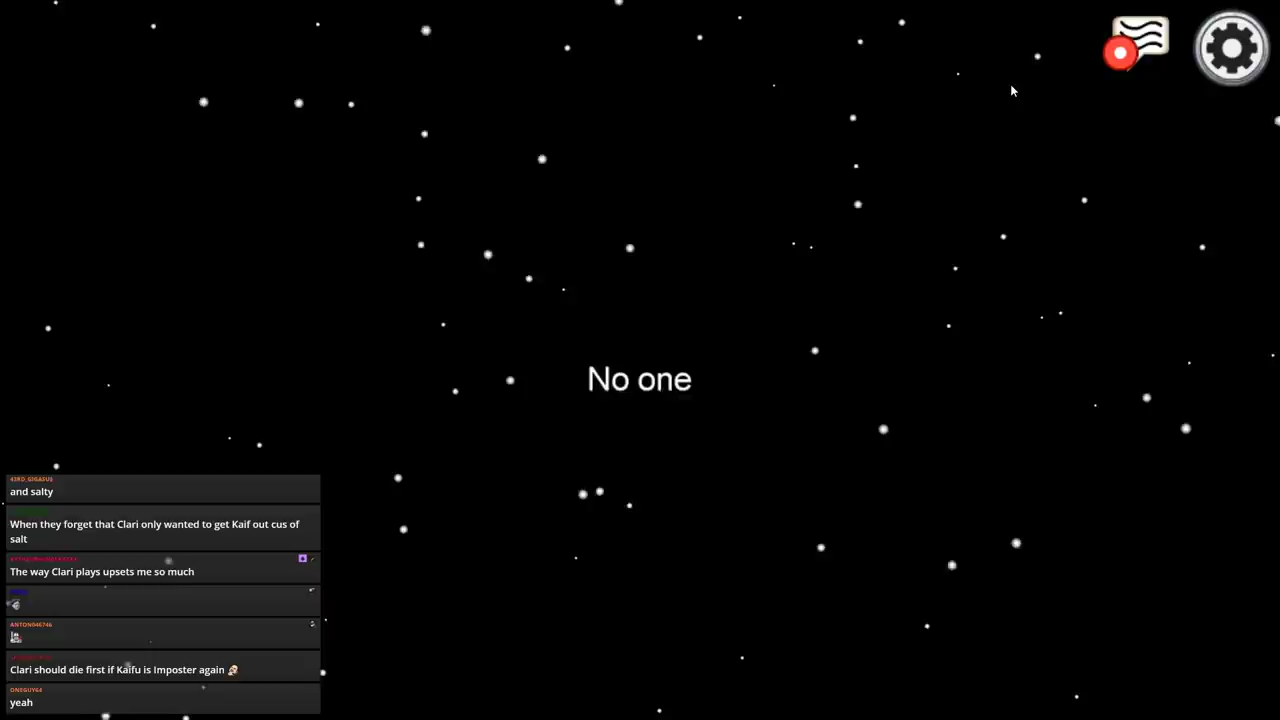 No one
43RD_GIGASUS
and salty
When they forget that Clari only wanted to get Kaif out cus of
salt
The way Clari plays upsets me so much
ANTON046746
Clari should die first if Kaifu is Imposter again
ONEGUY64
yeah